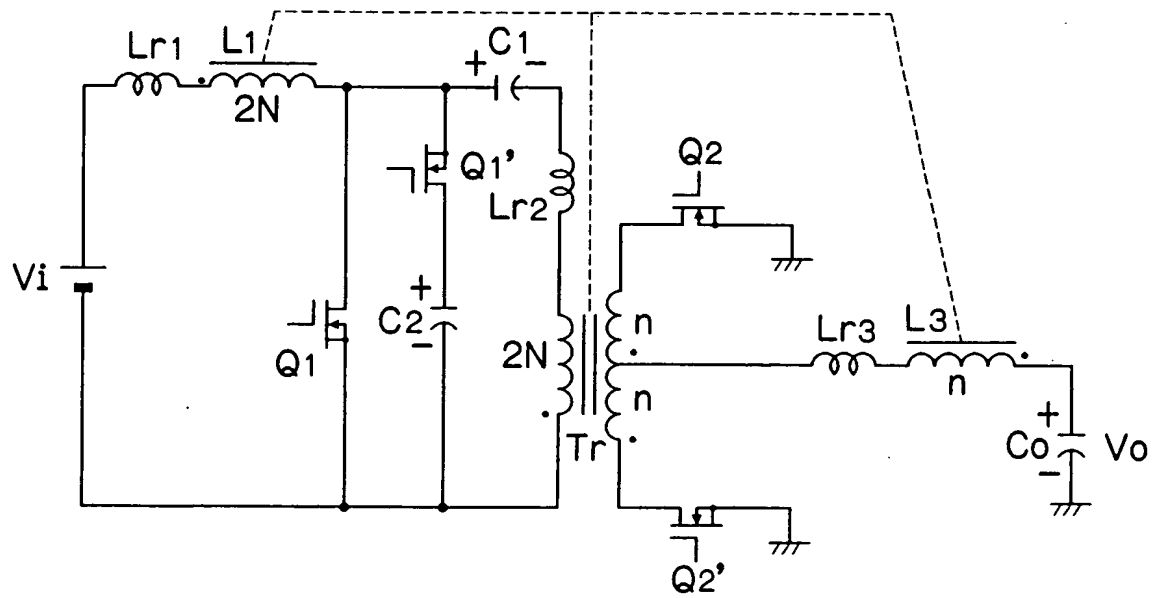 Lr1
L1
2N
C1
+ -
Q1'
Lr2
Q2
Vi
Q1
C2
+
-
2N
Tr
n
n
Lr3
L3
n
+
Co
-
Vo
Q2'